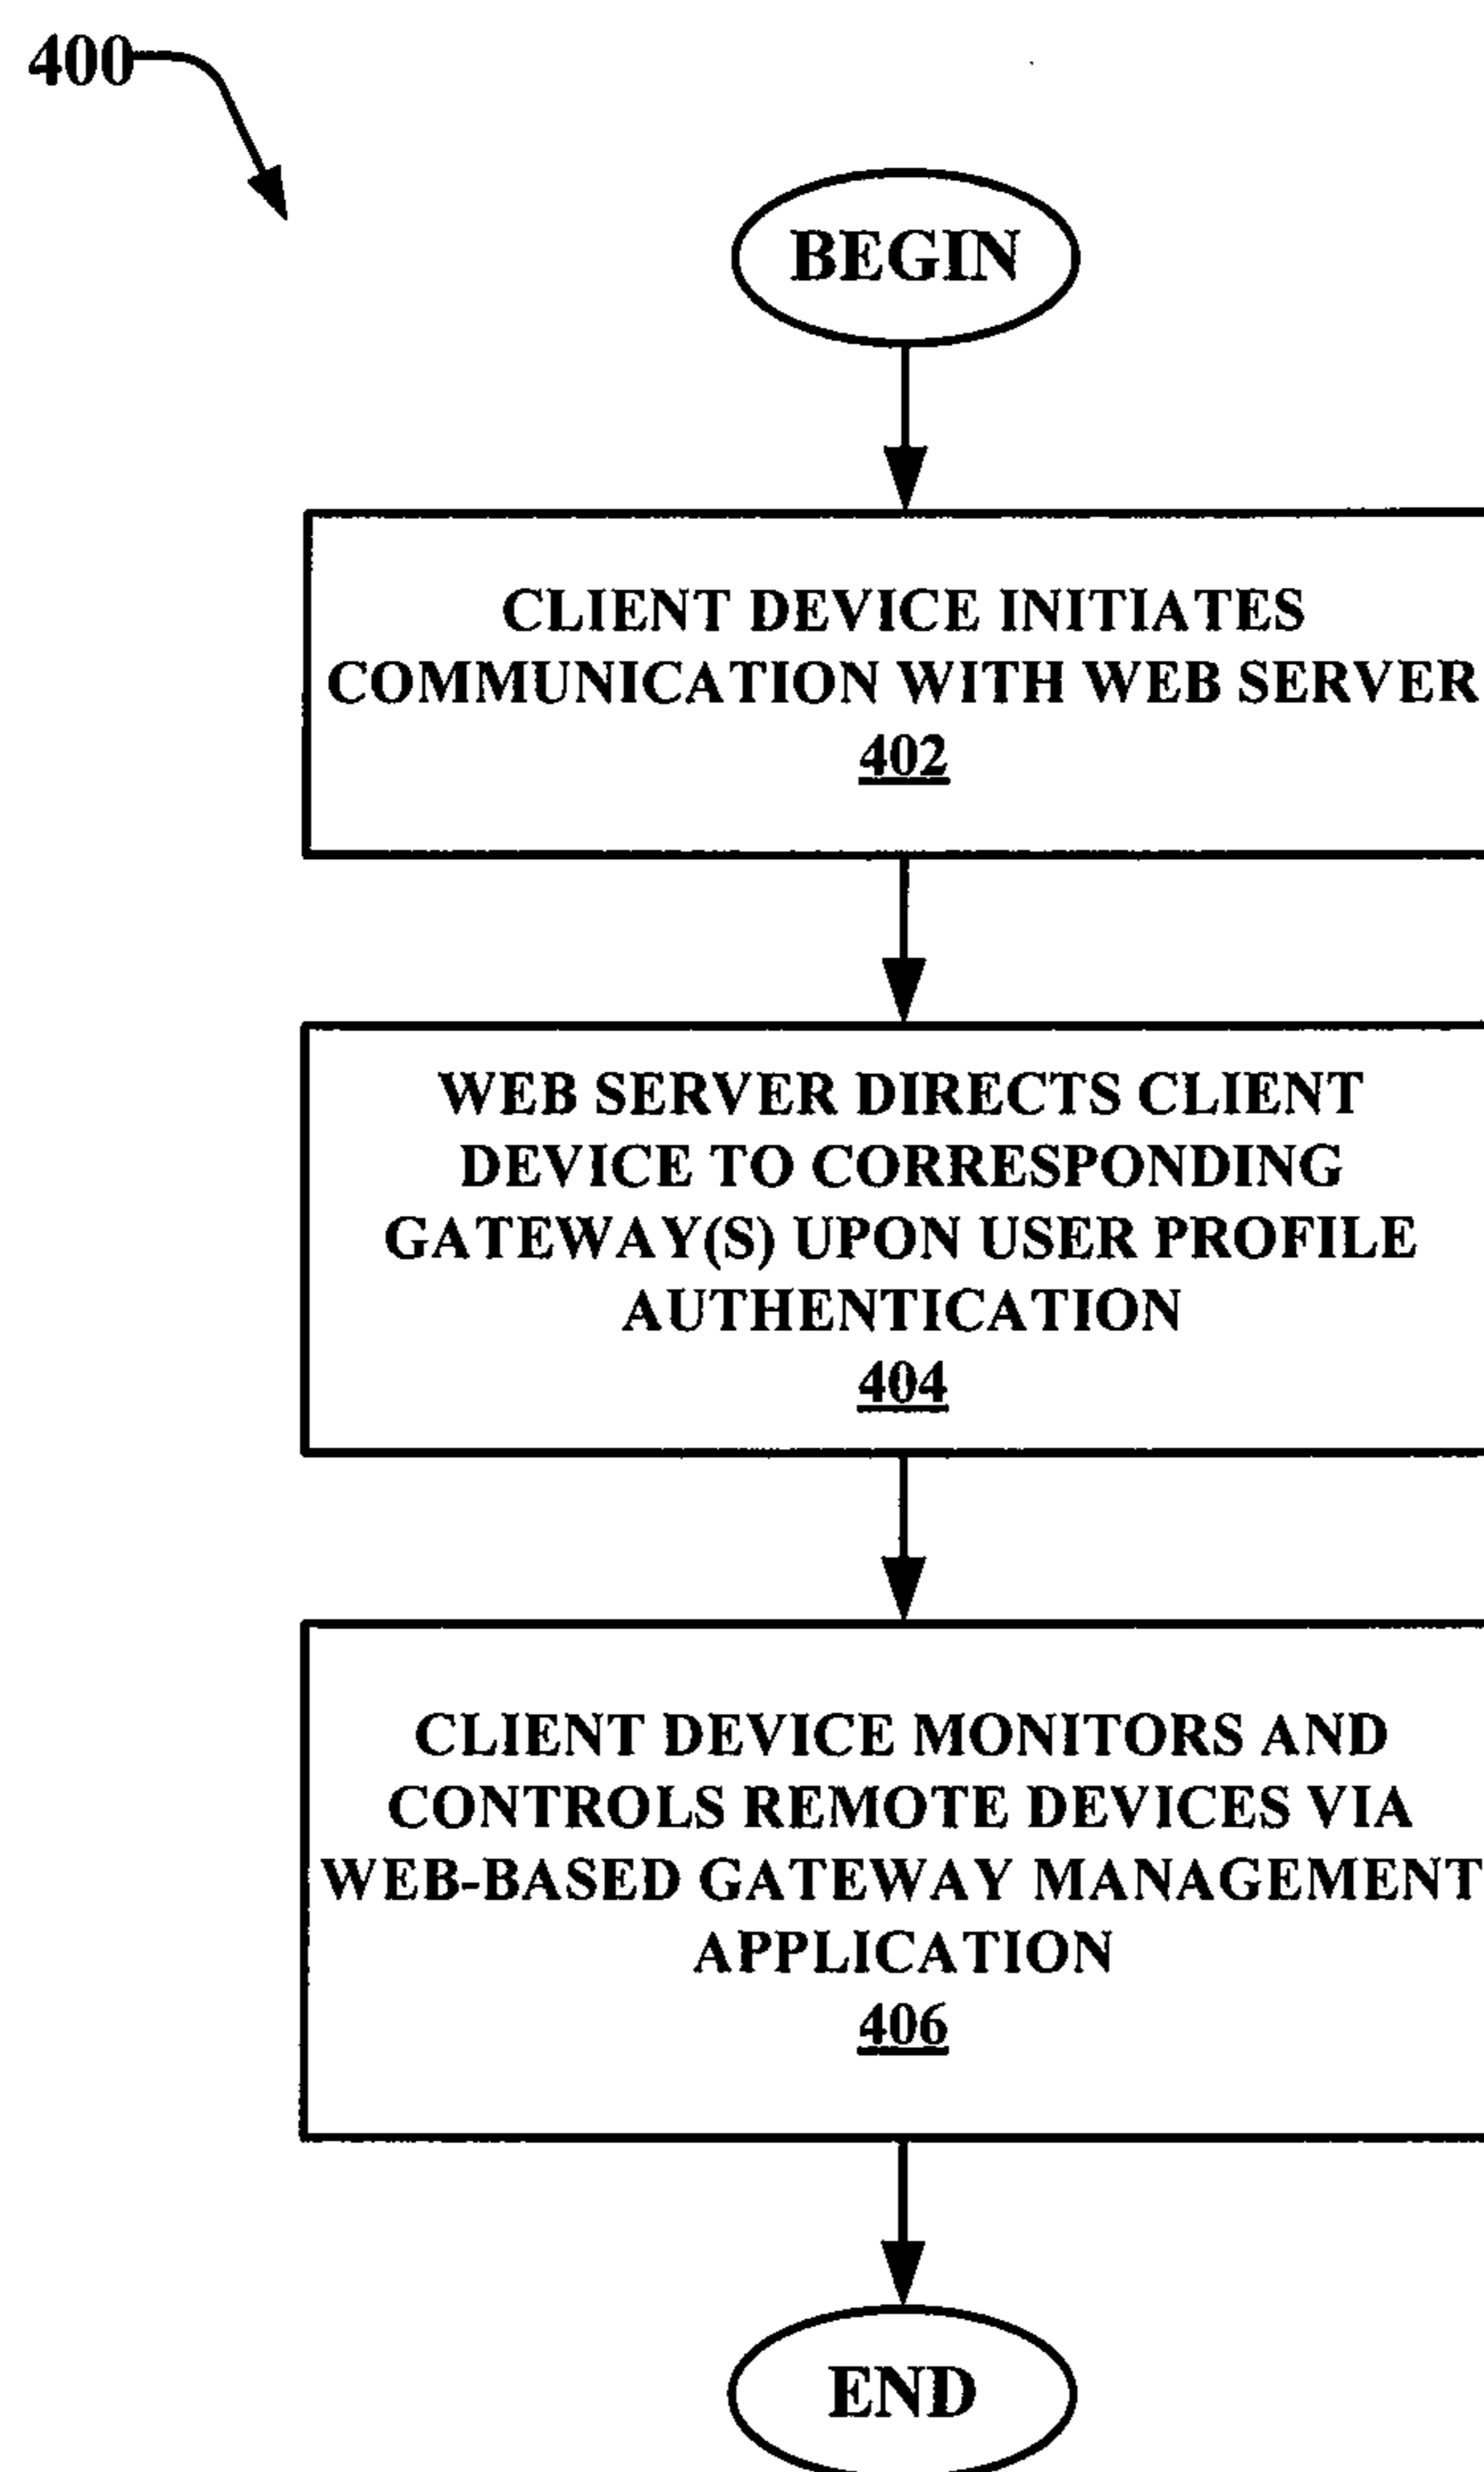 400
BEGIN
CLIENT DEVICE INITIATES
COMMUNICATION WITH WEB SERVER
402
WEB SERVER DIRECTS CLIENT
DEVICE TO CORRESPONDING
GATEWAY(S) UPON USER PROFILE
AUTHENTICATION
404
CLIENT DEVICE MONITORS AND
CONTROLS REMOTE DEVICES VIA
WEB-BASED GATEWAY MANAGEMENT
APPLICATION
406
END